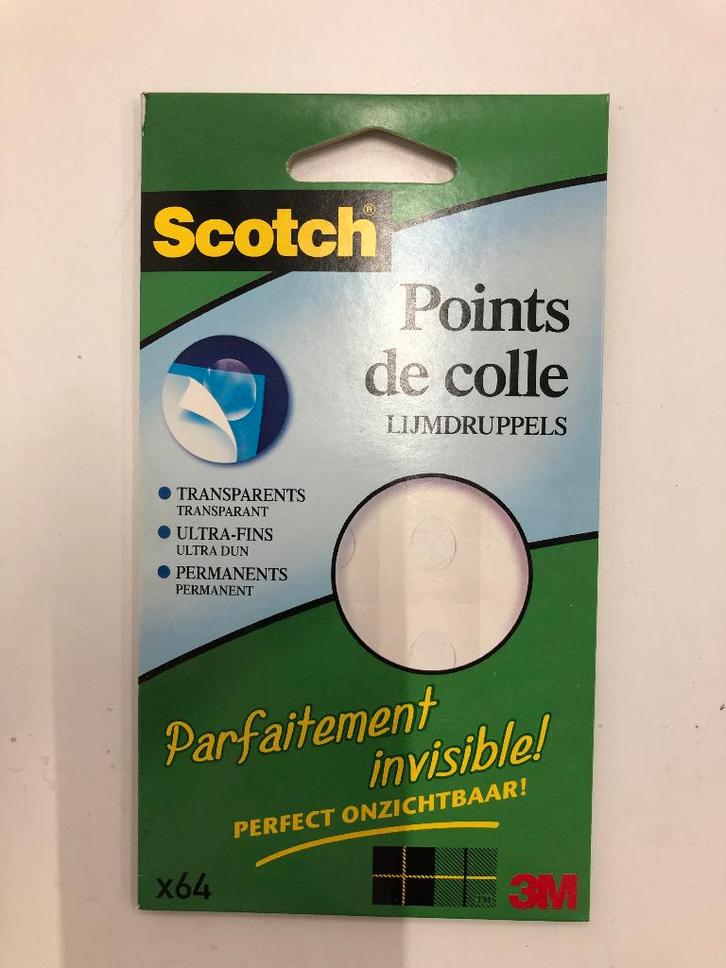 Scotch®
Points
de colle
LIJMDRUPPELS
TRANSPARENTS
TRANSPARANT
ULTRA-FINS
ULTRA DUN
PERMANENTS
PERMANENT
Parfaitement
invisible!
PERFECT ONZICHTBAAR!
x64
TM
3M